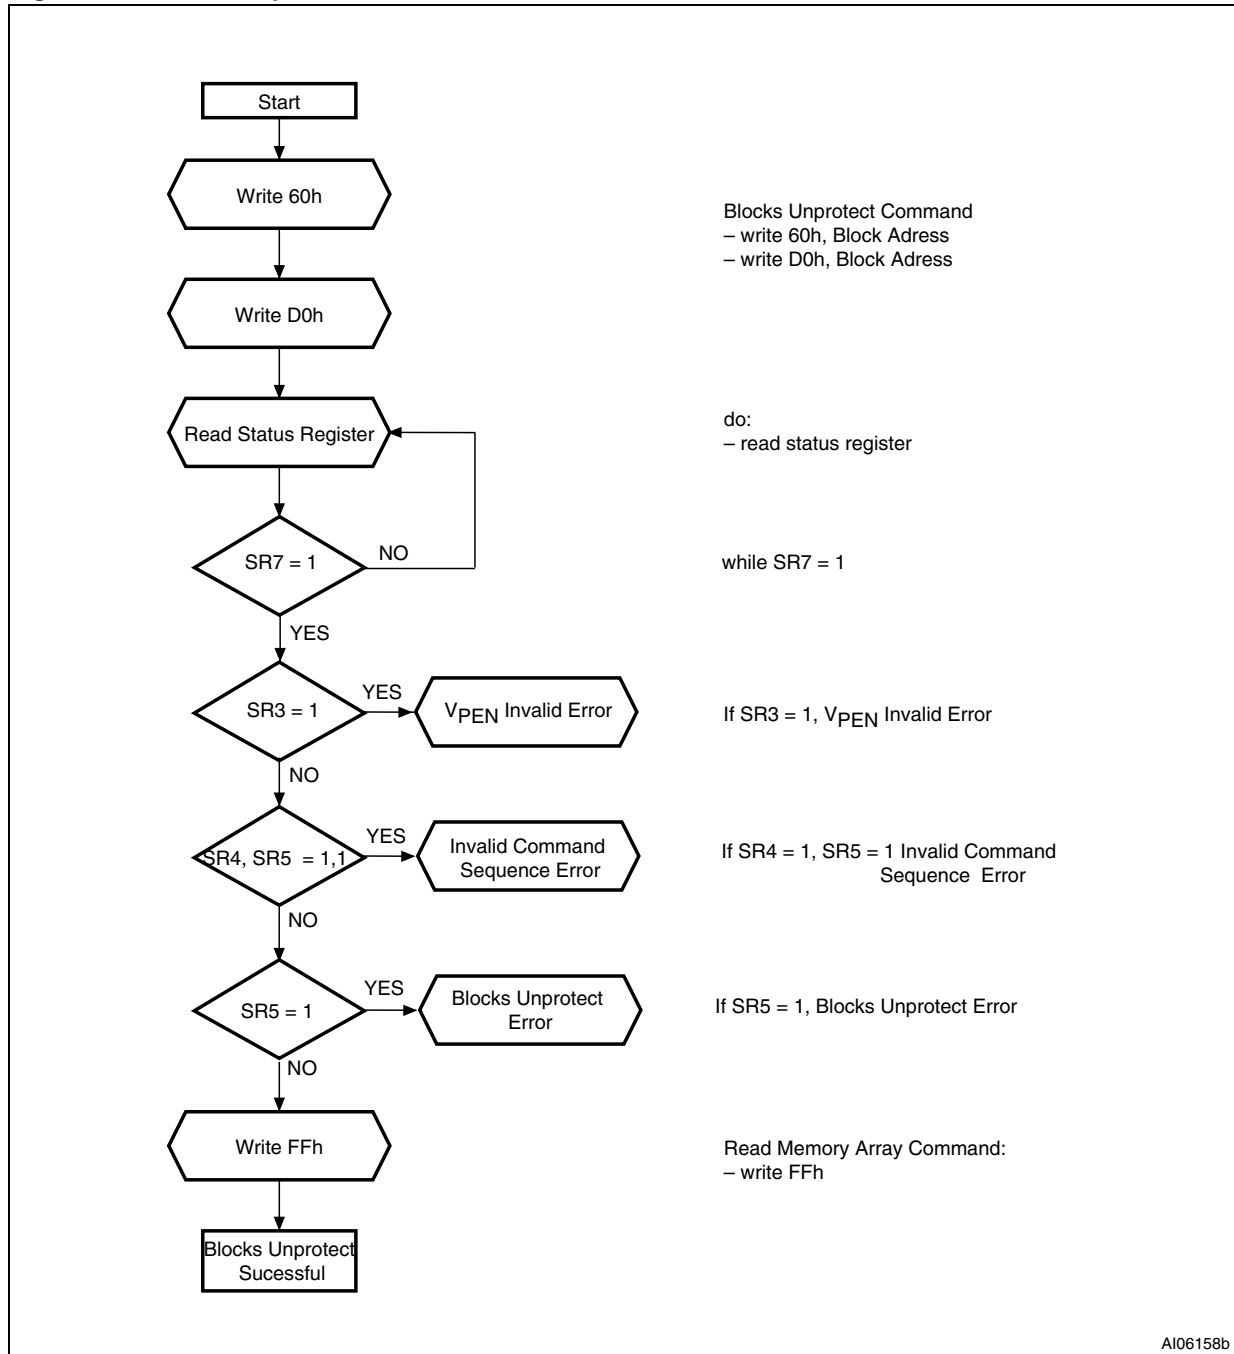 Start
Write 60h
Blocks Unprotect Command
– write 60h, Block Adress
– write D0h, Block Adress
Write D0h
Read Status Register
do:
– read status register
SR7 = 1
NO
while SR7 = 1
YES
SR3 = 1
YES
VPEN Invalid Error
If SR3 = 1, VPEN Invalid Error
NO
SR4, SR5 = 1,1
YES
Invalid Command
Sequence Error
If SR4 = 1, SR5 = 1 Invalid Command
Sequence Error
NO
SR5 = 1
YES
Blocks Unprotect
Error
If SR5 = 1, Blocks Unprotect Error
NO
Write FFh
Read Memory Array Command:
– write FFh
Blocks Unprotect
Sucessful
AI06158b